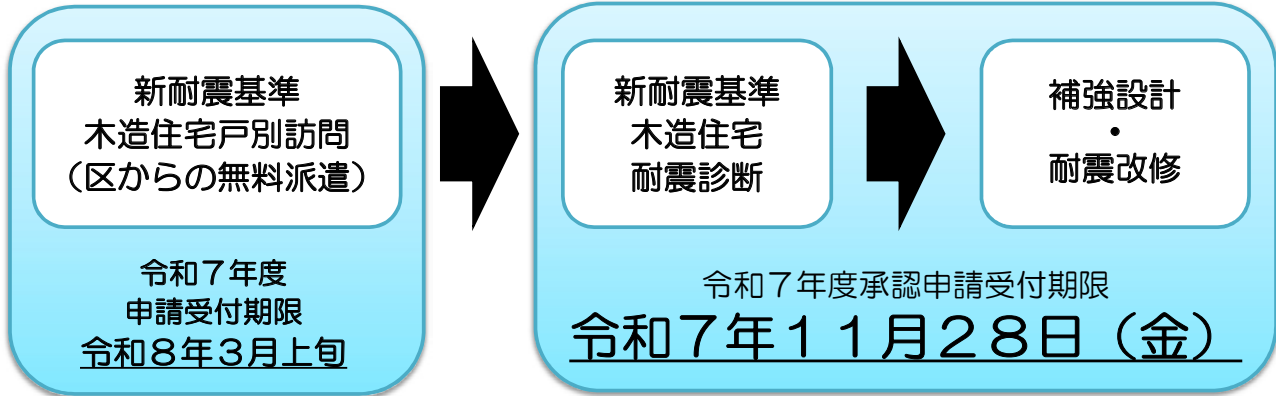 新耐震基準
木造住宅戸別訪問
（区からの無料派遣）
令和７年度
申請受付期限
令和８年３月上旬
新耐震基準
木造住宅
耐震診断
補強設計
・
耐震改修
令和７年度承認申請受付期限
令和７年１１月２８日（金）